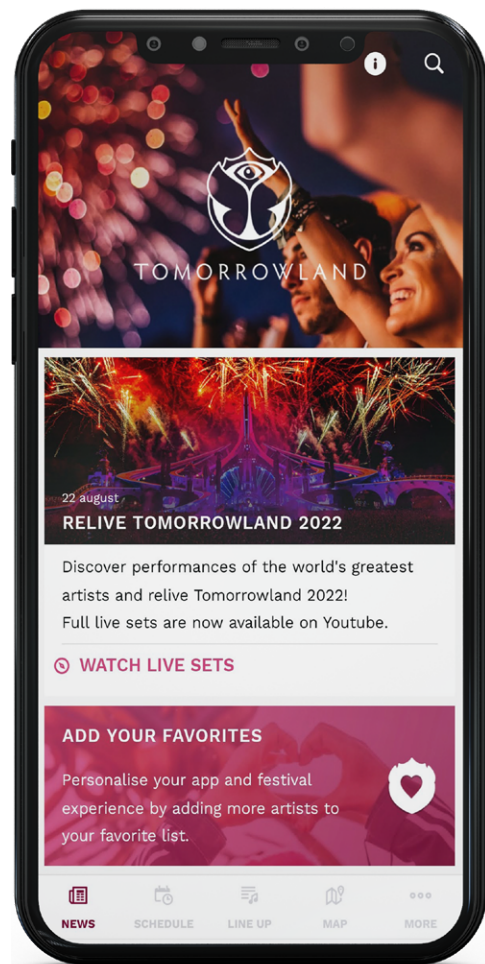 TOMORROWLAND
22 august
RELIVE TOMORROWLAND 2022
Discover performances of the world's greatest
artists and relive Tomorrowland 2022!
Full live sets are now available on Youtube.
WATCH LIVE SETS
ADD YOUR FAVORITES
Personalise your app and festival
experience by adding more artists to
your favorite list.
NEWS SCHEDULE LINE UP MAP MORE